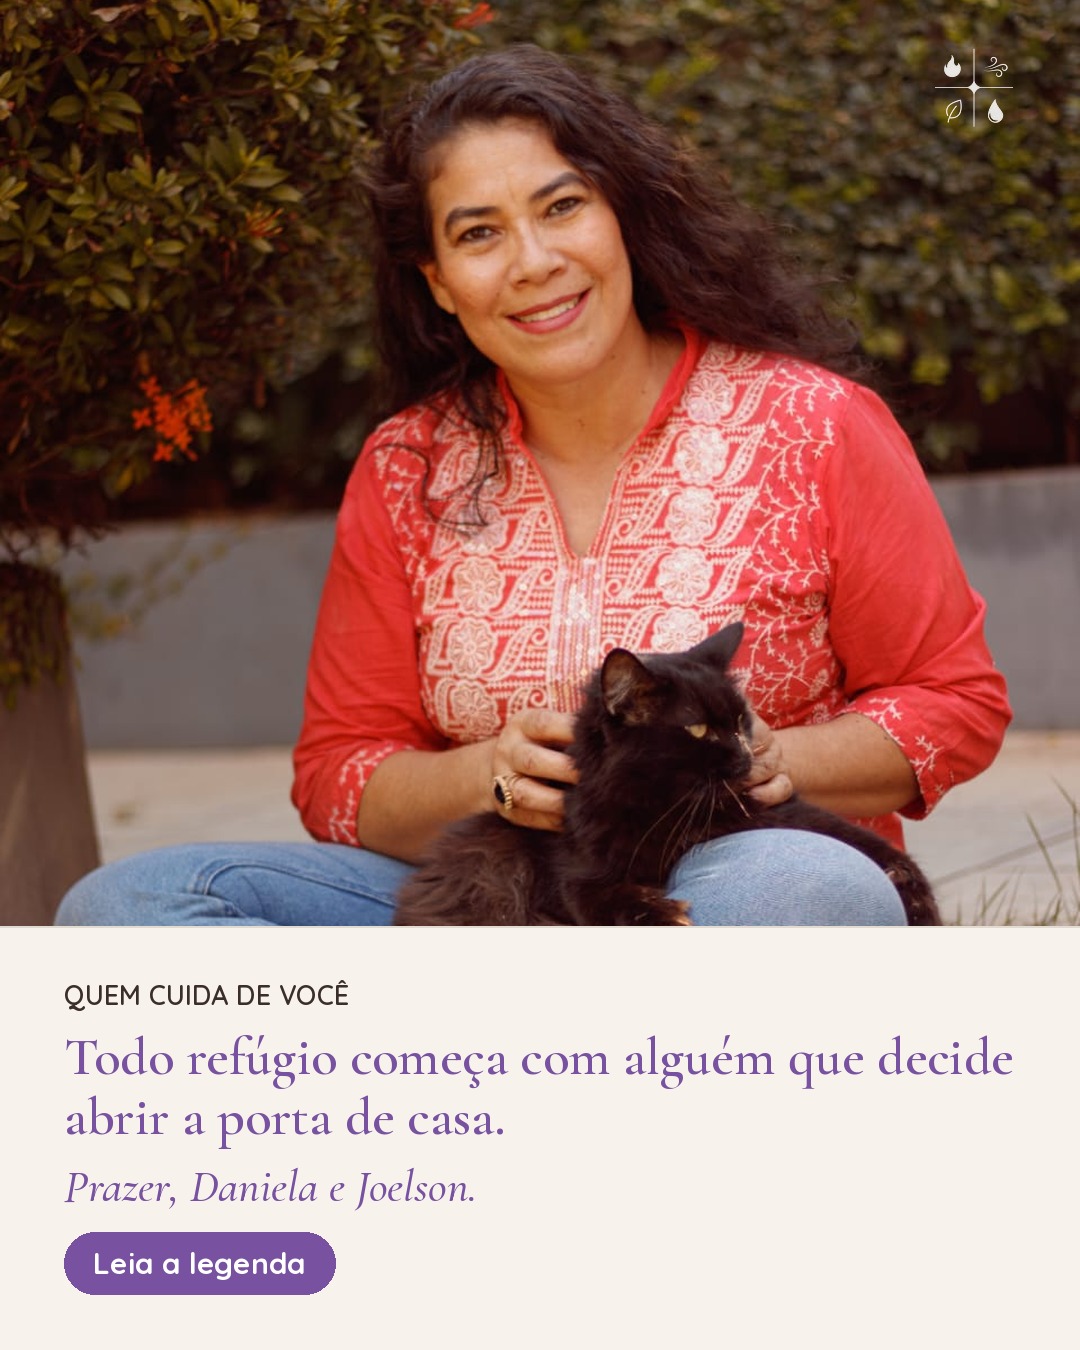 QUEM CUIDA DE VOCÊ
Todo refúgio começa com alguém que decide
abrir a porta de casa.
Prazer, Daniela e Joelson.
Leia a legenda